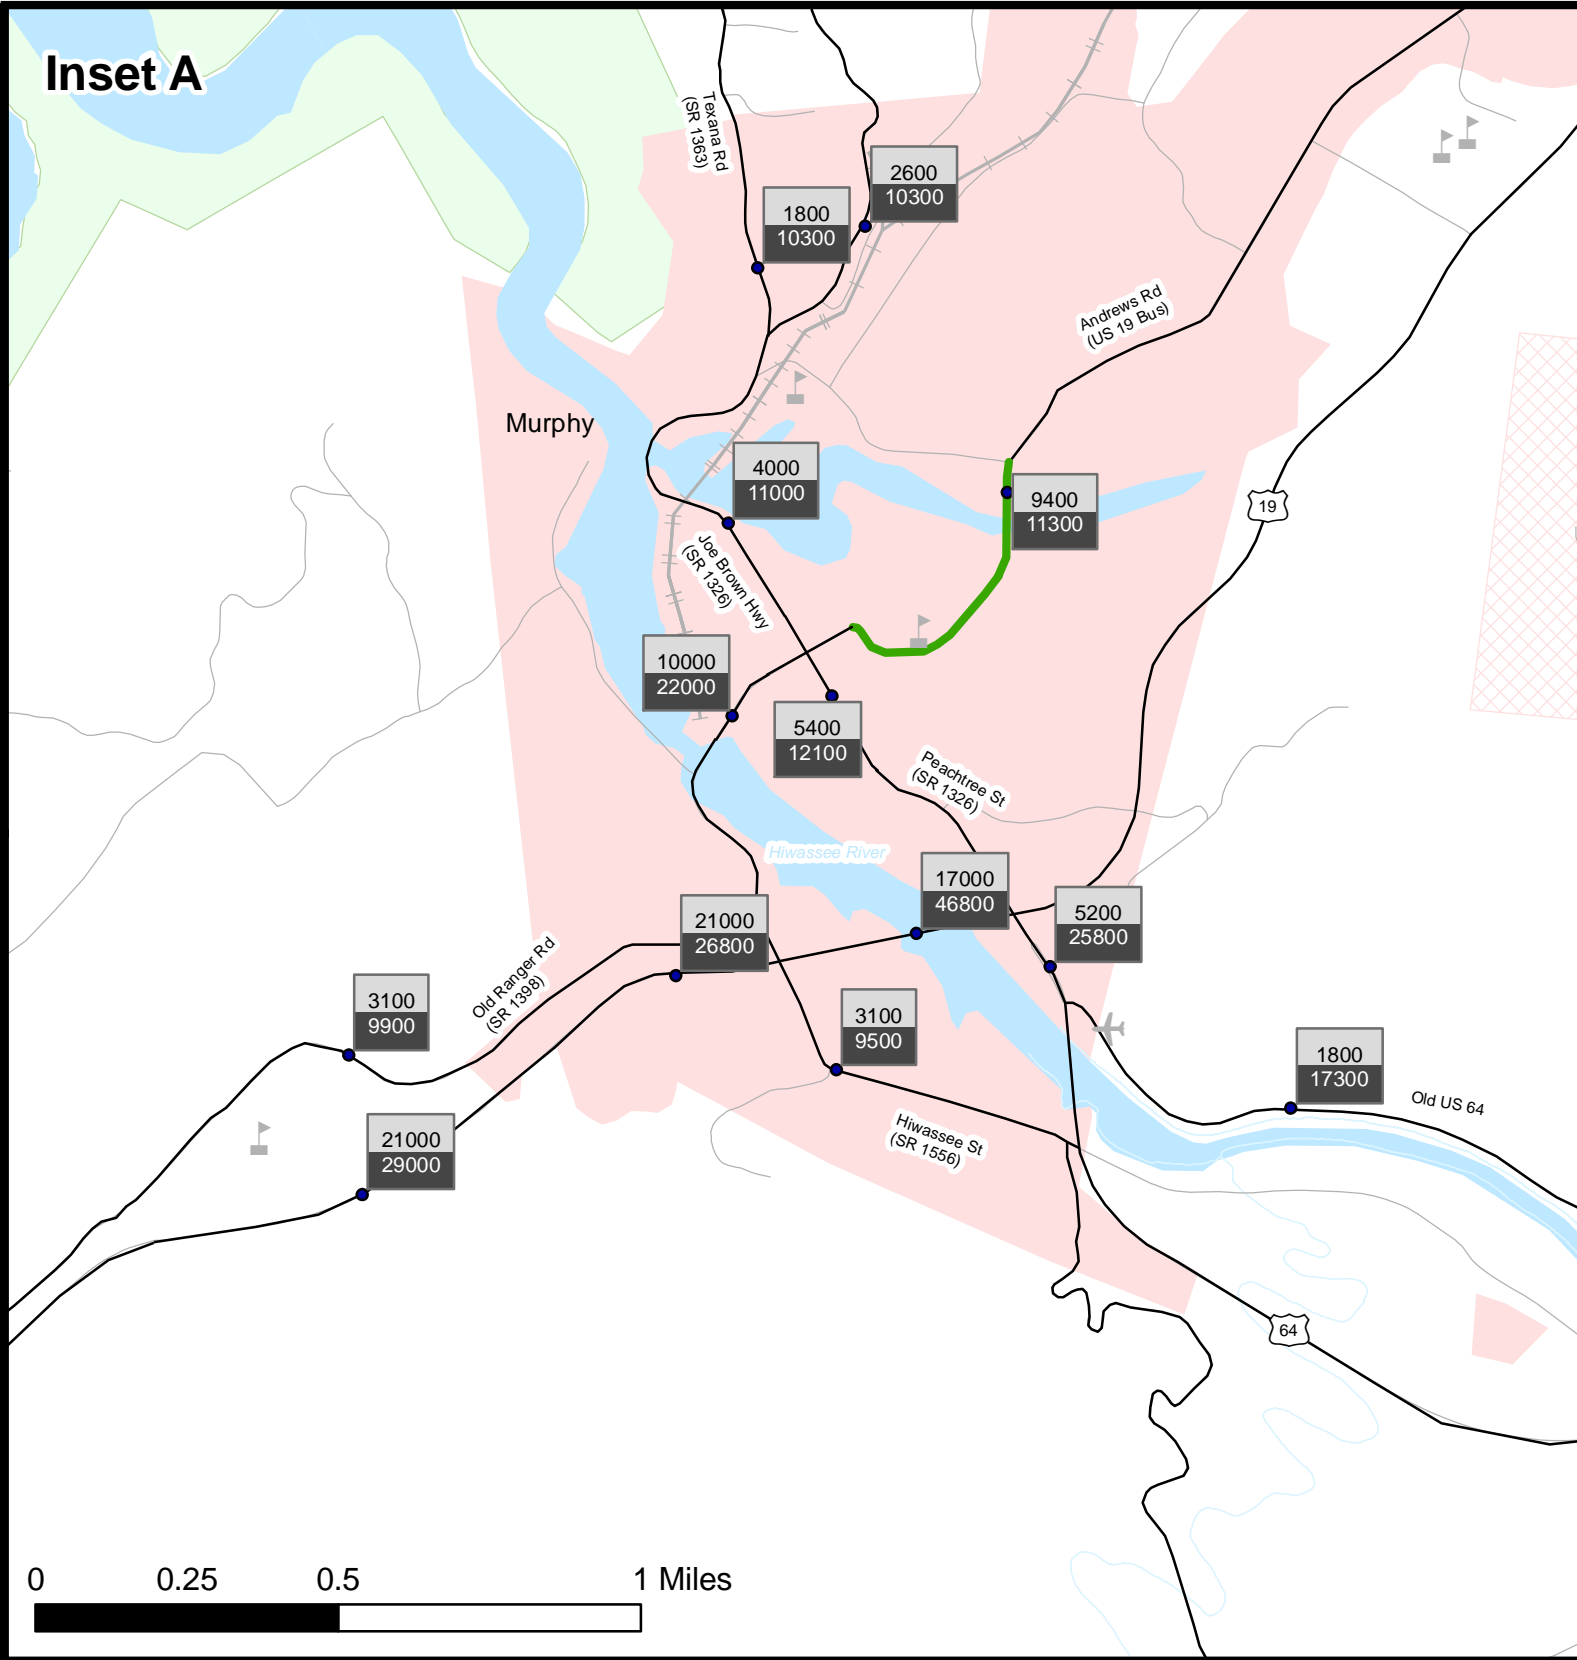 Inset A
Texana Rd
(SR 1363)
2600
10300
1800
10300
Andrews Rd
(US 19 Bus)
Murphy
4000
11000
9400
11300
19
Joe Brown Hwy
(SR 1326)
10000
22000
5400
12100
Peachtree St
(SR 1326)
Hiwassee River
17000
46800
21000
26800
5200
25800
Old Ranger Rd
(SR 1398)
3100
9900
3100
9500
1800
17300
Old US 64
21000
29000
Hiwassee St
(SR 1556)
64
0 0.25 0.5 1 Miles